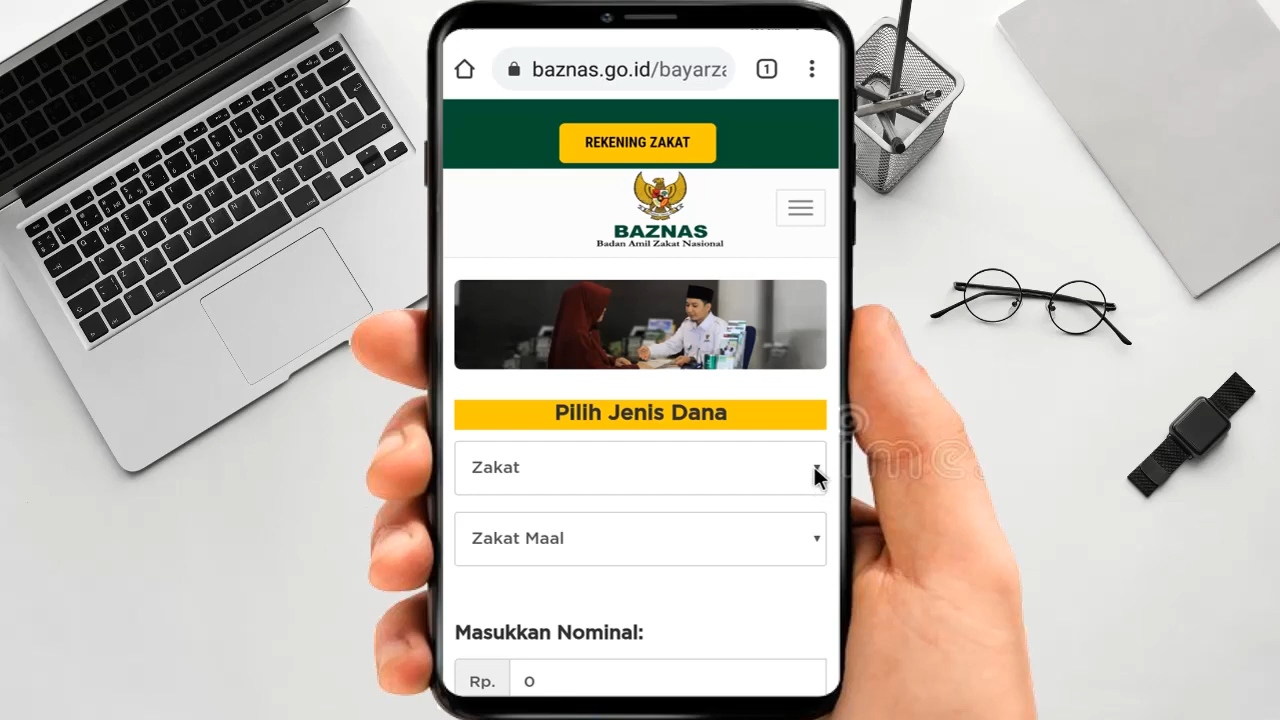 baznas.go.id/bayarza
1
REKENING ZAKAT
BAZNAS
Badan Amil Zakat Nasional
Pilih Jenis Dana
Zakat
Zakat Maal
Masukkan Nominal:
Rp. 0